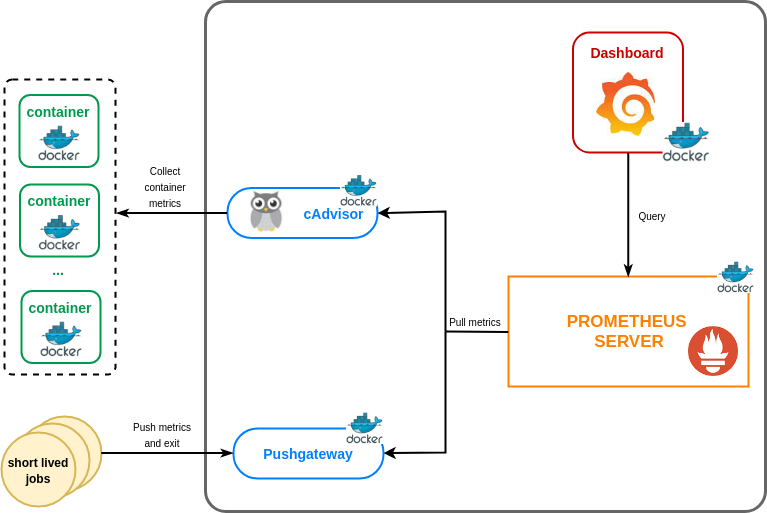 Dashboard
container
docker
docker
Collect
container
metrics
docker
cAdvisor
container
docker
Query
...
docker
container
docker
Pull metrics
PROMETHEUS
SERVER
docker
Push metrics
and exit
Pushgateway
short lived
jobs